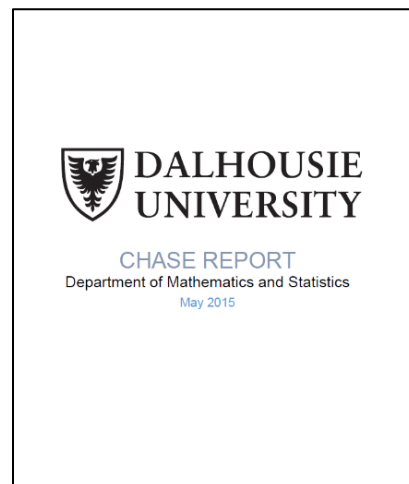 DALHOUSIE
UNIVERSITY
CHASE REPORT
Department of Mathematics and Statistics
May 2015